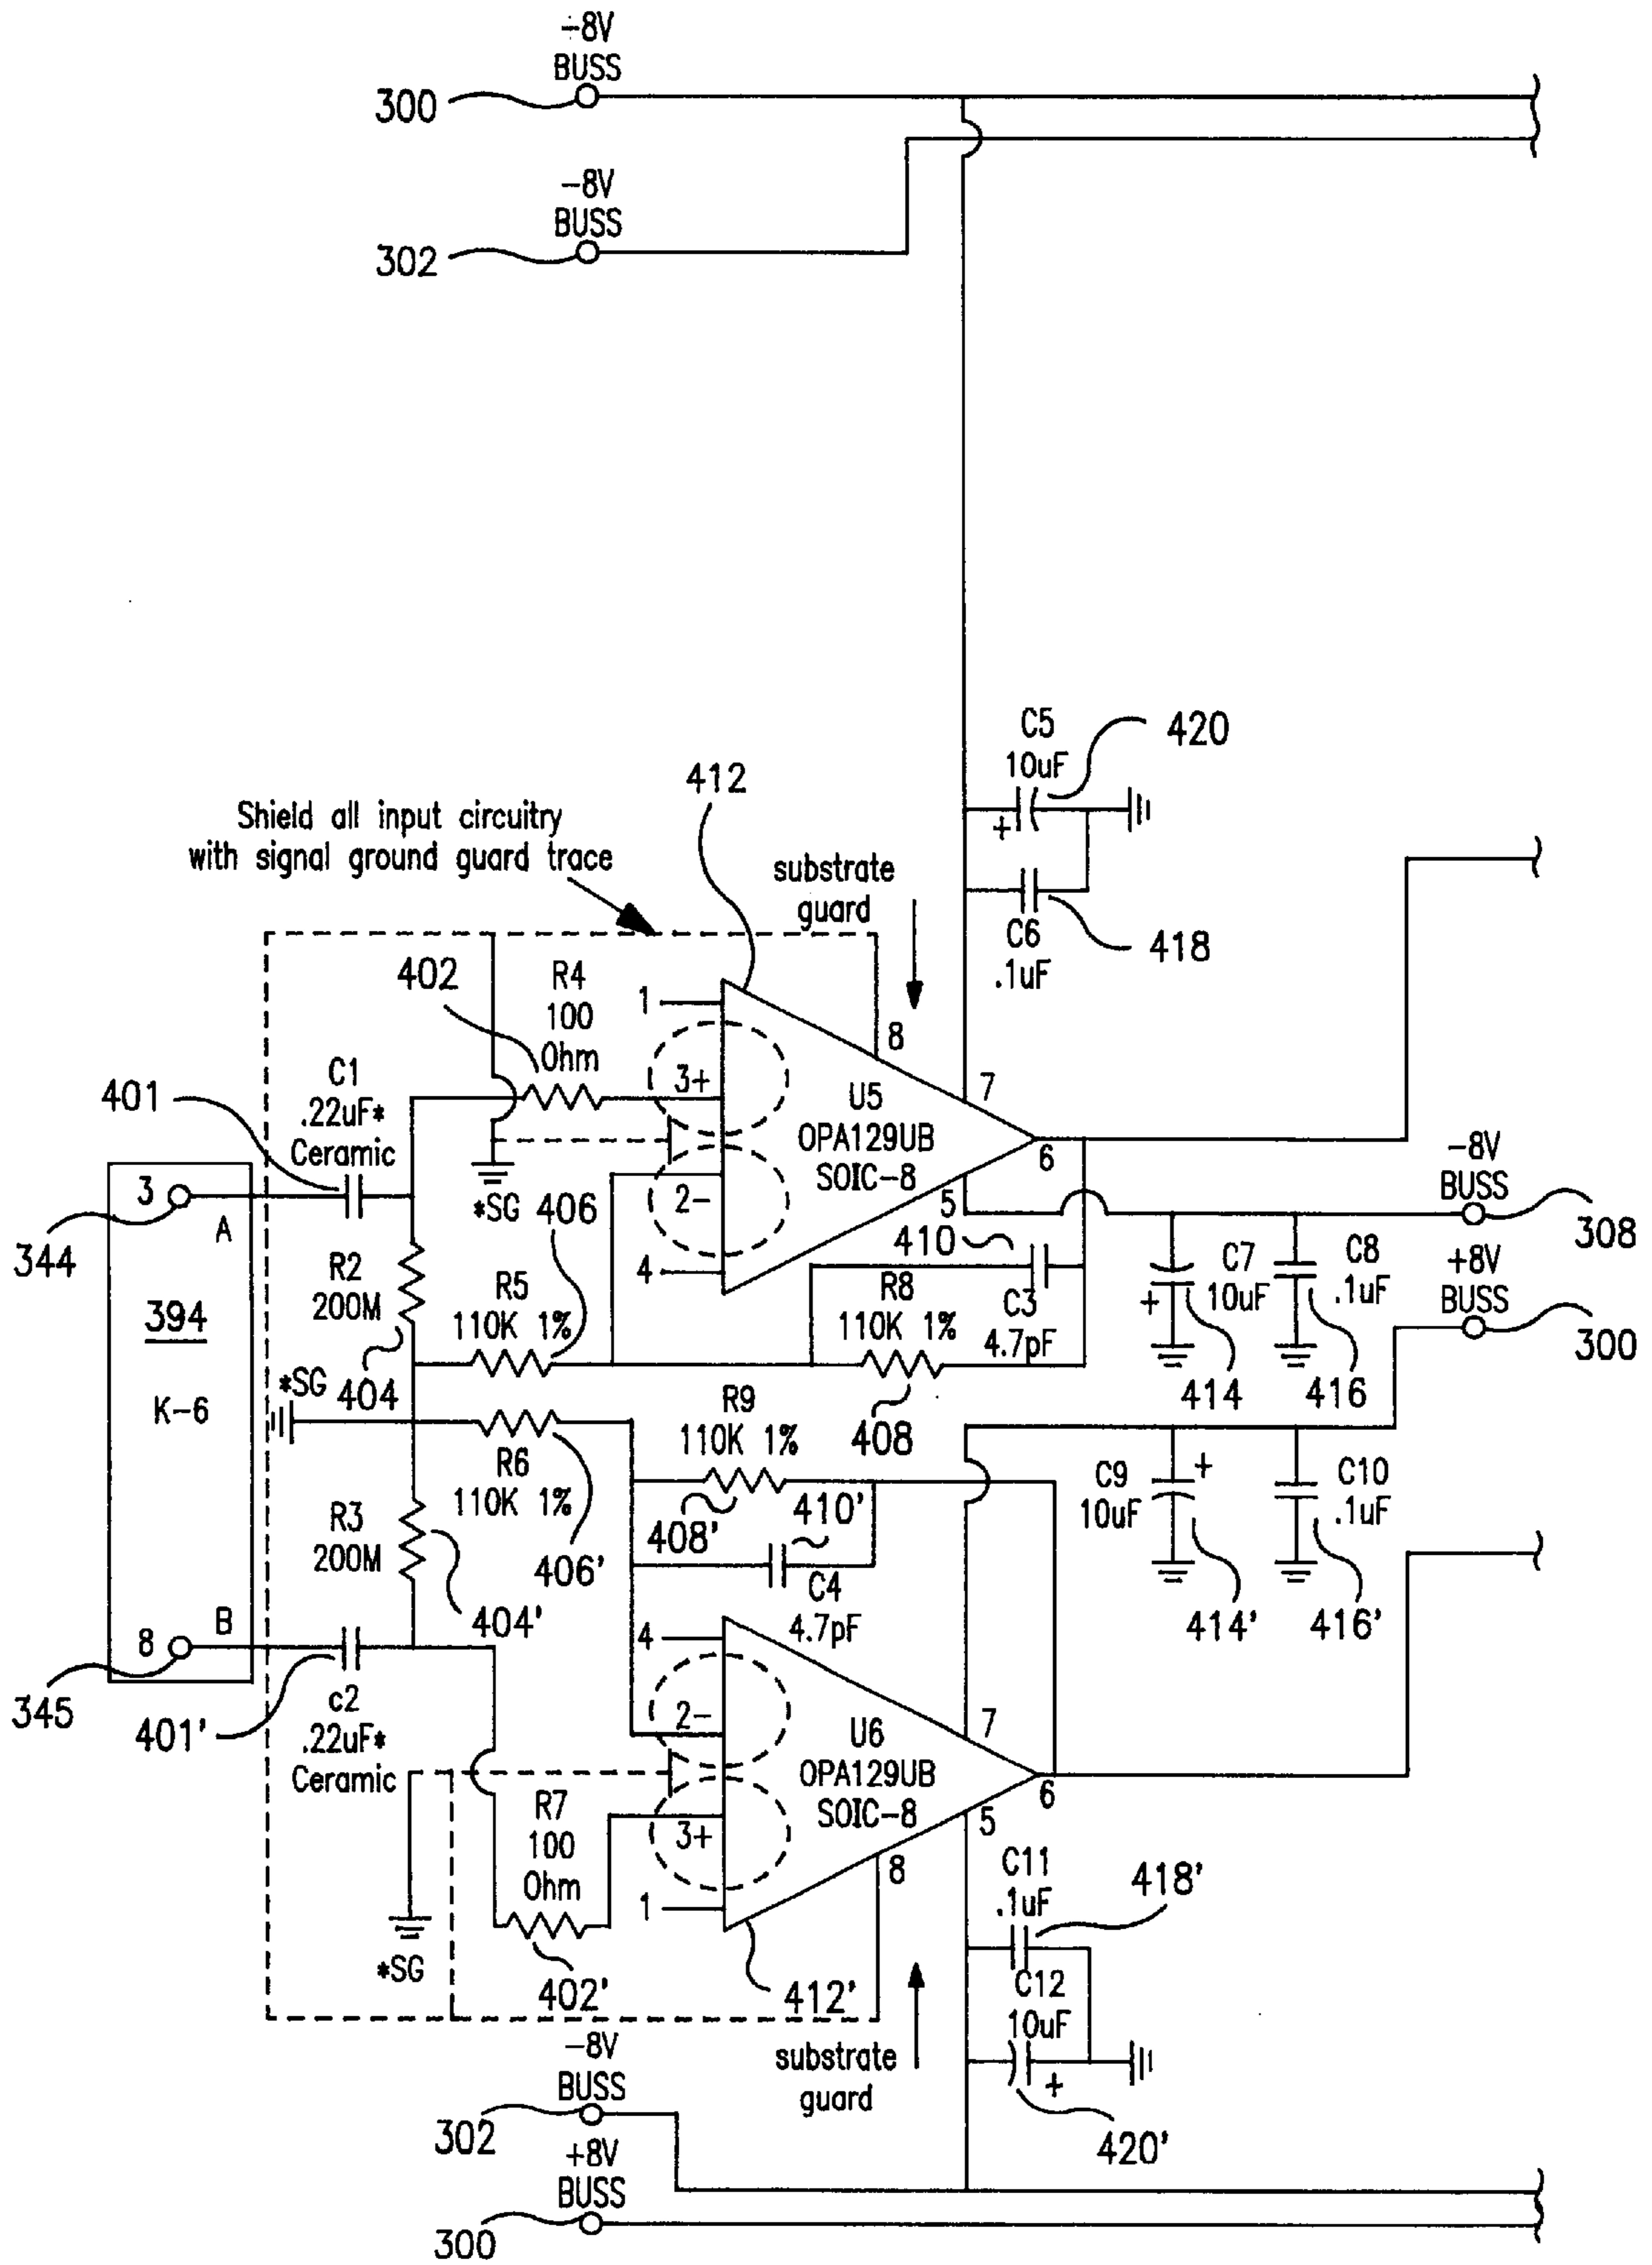 -8V
BUSS
300
-8V
BUSS
302
C5
10uF
420
+
C6
.1uF
418
412
Shield all input circuitry
with signal ground guard trace
substrate
guard
402
R4
100
Ohm
1
3+
2-
4
8
7
6
5
U5
OPA129UB
SOIC-8
C1
.22uF*
Ceramic
401
3
A
344
*SG
406
R2
200M
404
R5
110K 1%
410
R8
110K 1%
C3
4.7pF
408
-8V
BUSS
308
C7
10uF
+
414
C8
.1uF
416
+8V
BUSS
300
394
K-6
*SG
R6
110K 1%
406'
R9
110K 1%
408'
410'
C4
4.7pF
C9
10uF
+
414'
C10
.1uF
416'
R3
200M
404'
8
B
345
401'
c2
.22uF*
Ceramic
4
2-
3+
1
7
6
5
8
U6
OPA129UB
SOIC-8
R7
100
Ohm
402'
*SG
412'
C11
.1uF
418'
C12
10uF
+
420'
substrate
guard
-8V
BUSS
302
+8V
BUSS
300